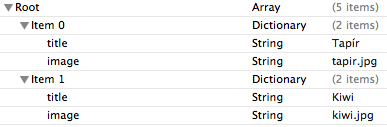 Root Array (5 items)
Item 0 Dictionary (2 items)
title String Tapír
image String tapir.jpg
Item 1 Dictionary (2 items)
title String Kiwi
image String kiwi.jpg